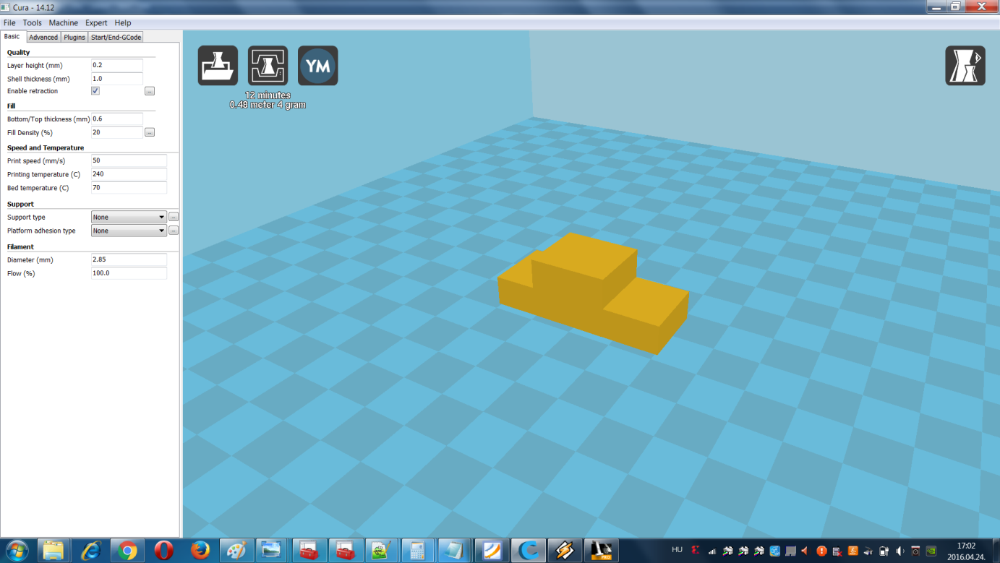 Cura - 14.12
File Tools Machine Expert Help
Basic Advanced Plugins Start/End-GCode
Quality
Layer height (mm) 0.2
Shell thickness (mm) 1.0
Enable retraction ...
Fill
Bottom/Top thickness (mm) 0.6
Fill Density (%) 20 ...
Speed and Temperature
Print speed (mm/s) 50
Printing temperature (C) 240
Bed temperature (C) 70
Support
Support type None ...
Platform adhesion type None ...
Filament
Diameter (mm) 2.85
Flow (%) 100.0
YM
12 minutes
0.48 meter 4 gram
PRO
HU
17:02
2016.04.24.